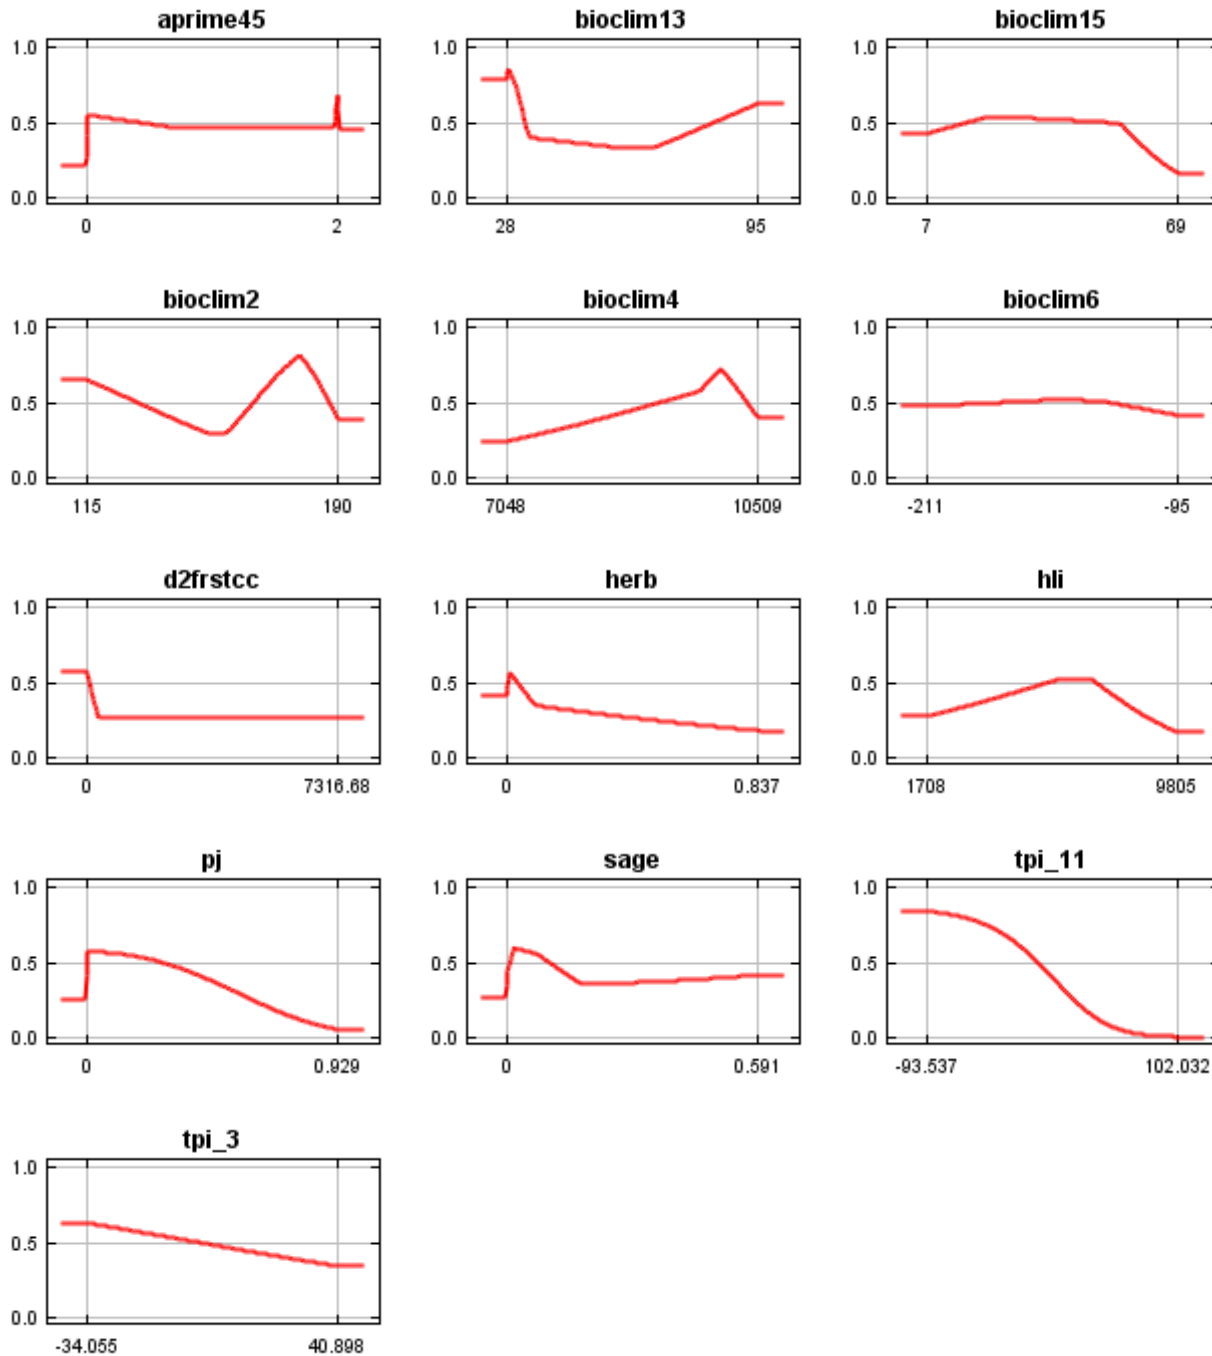 aprime45 bioclim13 bioclim15
1.0 1.0 1.0
0.5 0.5 0.5
0.0 0.0 0.0
0 2 28 95 7 69
bioclim2 bioclim4 bioclim6
1.0 1.0 1.0
0.5 0.5 0.5
0.0 0.0 0.0
115 190 7048 10509 -211 -95
d2frstcc herb hli
1.0 1.0 1.0
0.5 0.5 0.5
0.0 0.0 0.0
0 7316.68 0 0.837 1708 9805
pj sage tpi_11
1.0 1.0 1.0
0.5 0.5 0.5
0.0 0.0 0.0
0 0.929 0 0.591 -93.537 102.032
tpi_3
1.0
0.5
0.0
-34.055 40.898